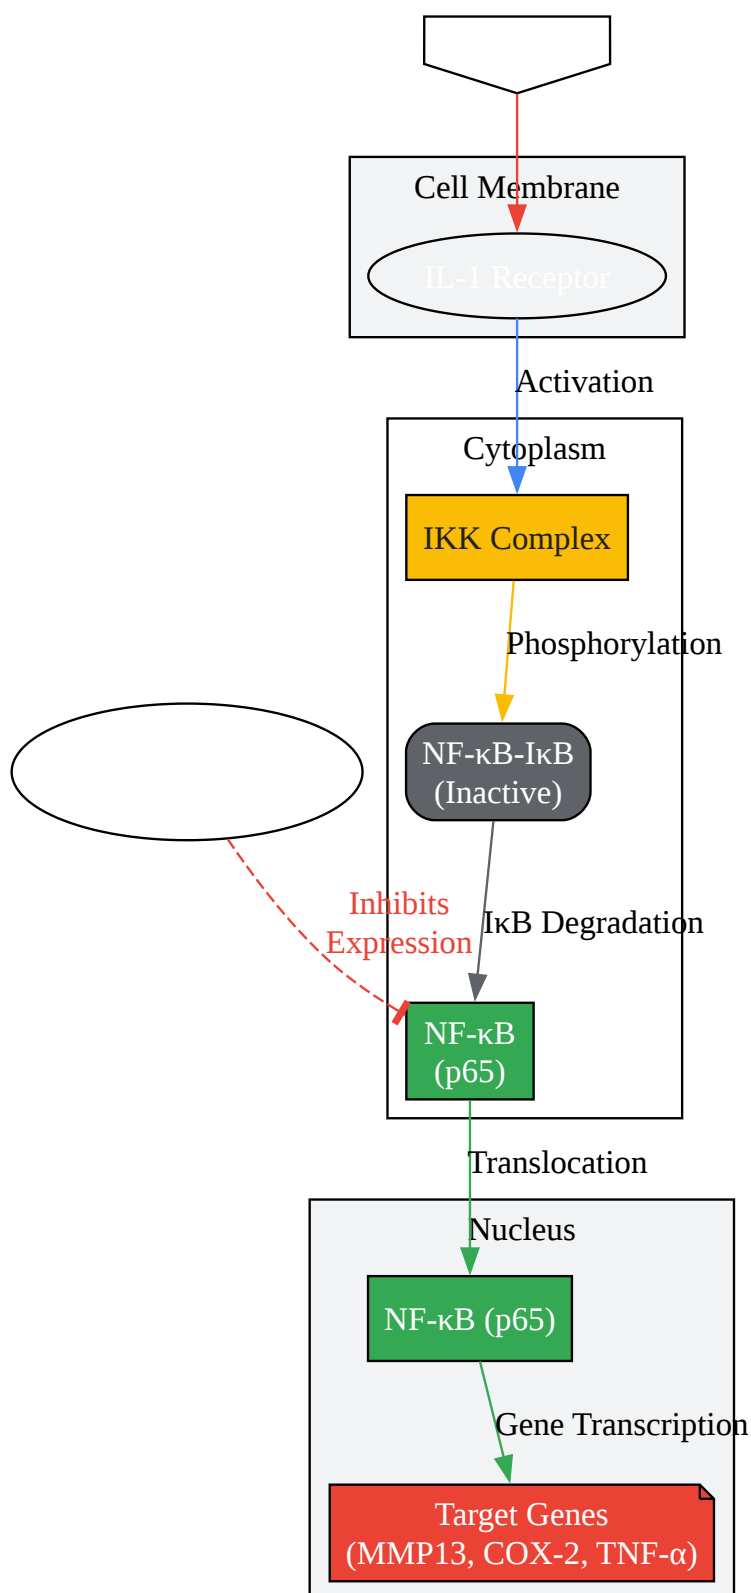 Cell Membrane
IL-1 Receptor
Activation
Cytoplasm
IKK Complex
Phosphorylation
NF-κB-IκB
(Inactive)
Inhibits
Expression
IκB Degradation
NF-κB
(p65)
Translocation
Nucleus
NF-κB (p65)
Gene Transcription
Target Genes
(MMP13, COX-2, TNF-α)